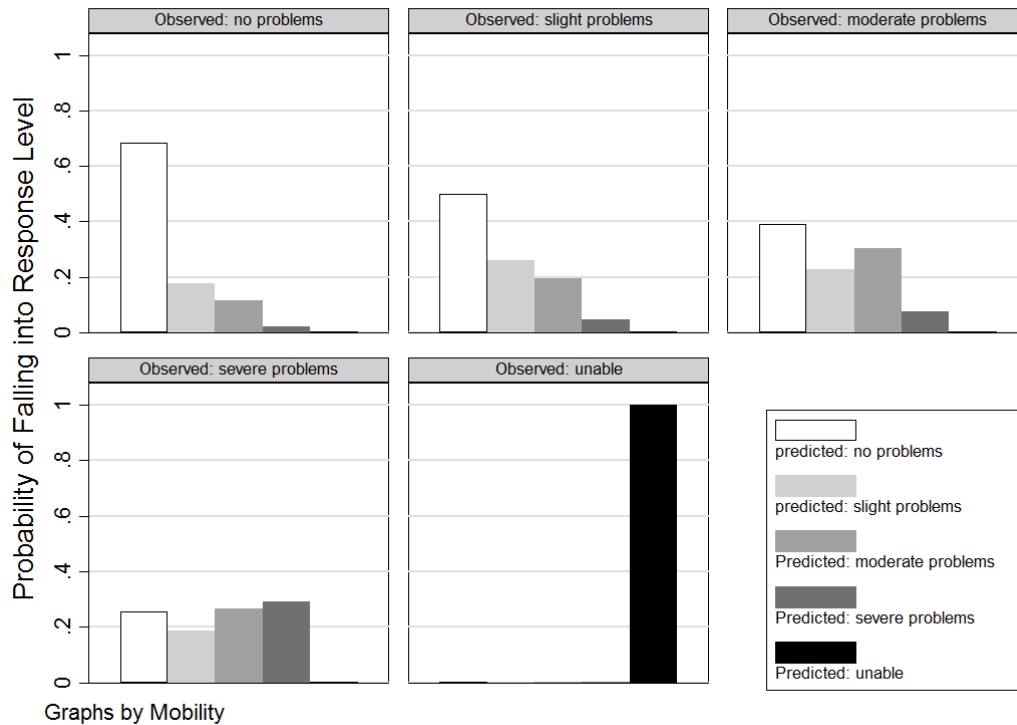 Observed: no problems
Observed: slight problems
Observed: moderate problems
Probability of Falling into Response Level
1
.8
.6
.4
.2
0
Observed: severe problems
Observed: unable
1
.8
.6
.4
.2
0
predicted: no problems
predicted: slight problems
Predicted: moderate problems
Predicted: severe problems
Predicted: unable
Graphs by Mobility